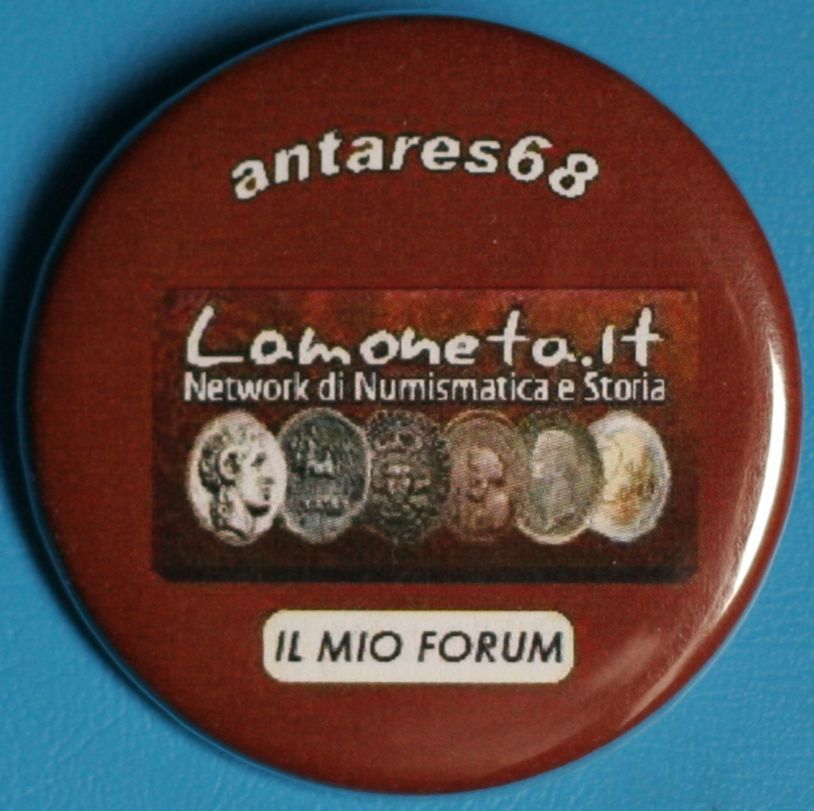 antares68
Lamoneta.it
Network di Numismatica e Storia
IL MIO FORUM